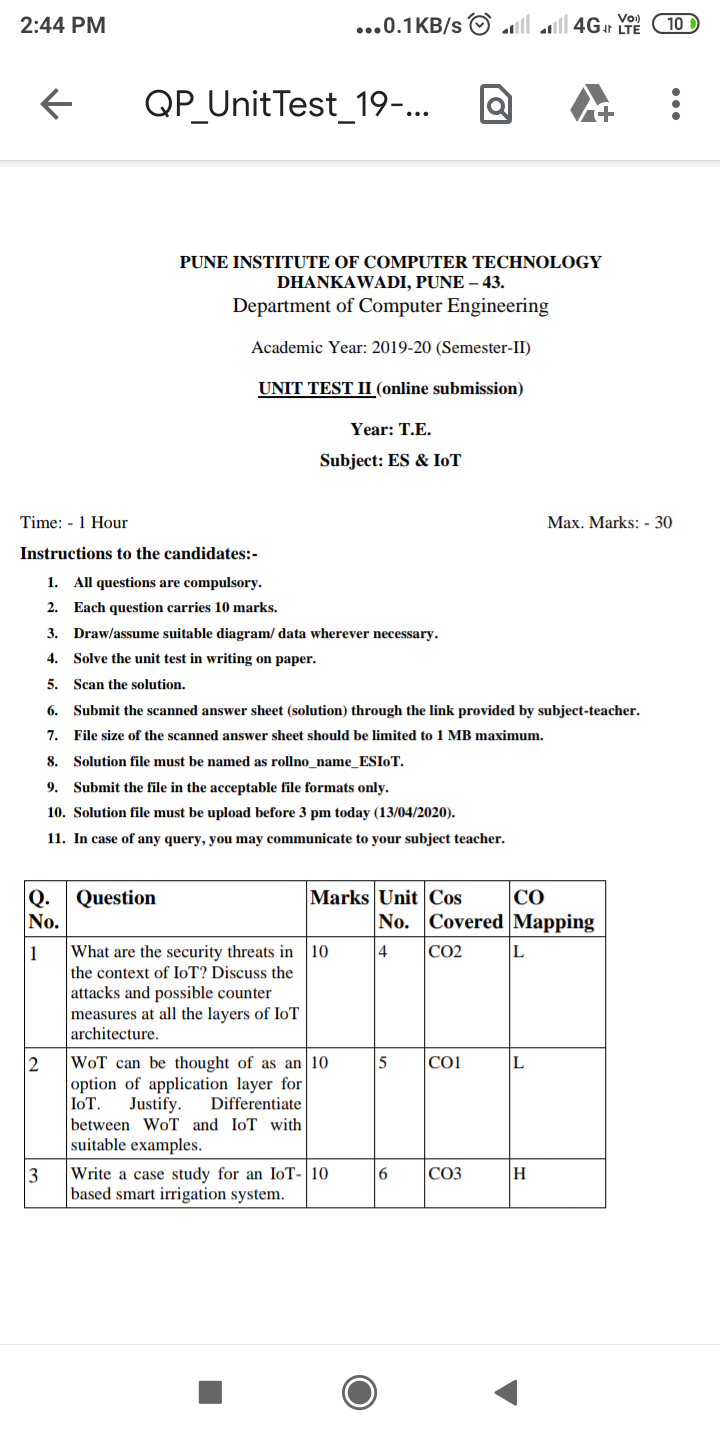 2:44 PM
...0.1KB/s 4G Vo)) LTE 10
QP_UnitTest_19-...
PUNE INSTITUTE OF COMPUTER TECHNOLOGY
DHANKAWADI, PUNE – 43.
Department of Computer Engineering
Academic Year: 2019-20 (Semester-II)
UNIT TEST II (online submission)
Year: T.E.
Subject: ES & IoT
Time: - 1 Hour Max. Marks: - 30
Instructions to the candidates:-
1. All questions are compulsory.
2. Each question carries 10 marks.
3. Draw/assume suitable diagram/ data wherever necessary.
4. Solve the unit test in writing on paper.
5. Scan the solution.
6. Submit the scanned answer sheet (solution) through the link provided by subject-teacher.
7. File size of the scanned answer sheet should be limited to 1 MB maximum.
8. Solution file must be named as rollno_name_ESIoT.
9. Submit the file in the acceptable file formats only.
10. Solution file must be upload before 3 pm today (13/04/2020).
11. In case of any query, you may communicate to your subject teacher.
Q. Question Marks Unit Cos CO
No. No. Covered Mapping
1 What are the security threats in 10 4 CO2 L
the context of IoT? Discuss the
attacks and possible counter
measures at all the layers of IoT
architecture.
2 WoT can be thought of as an 10 5 CO1 L
option of application layer for
IoT. Justify. Differentiate
between WoT and IoT with
suitable examples.
3 Write a case study for an IoT- 10 6 CO3 H
based smart irrigation system.